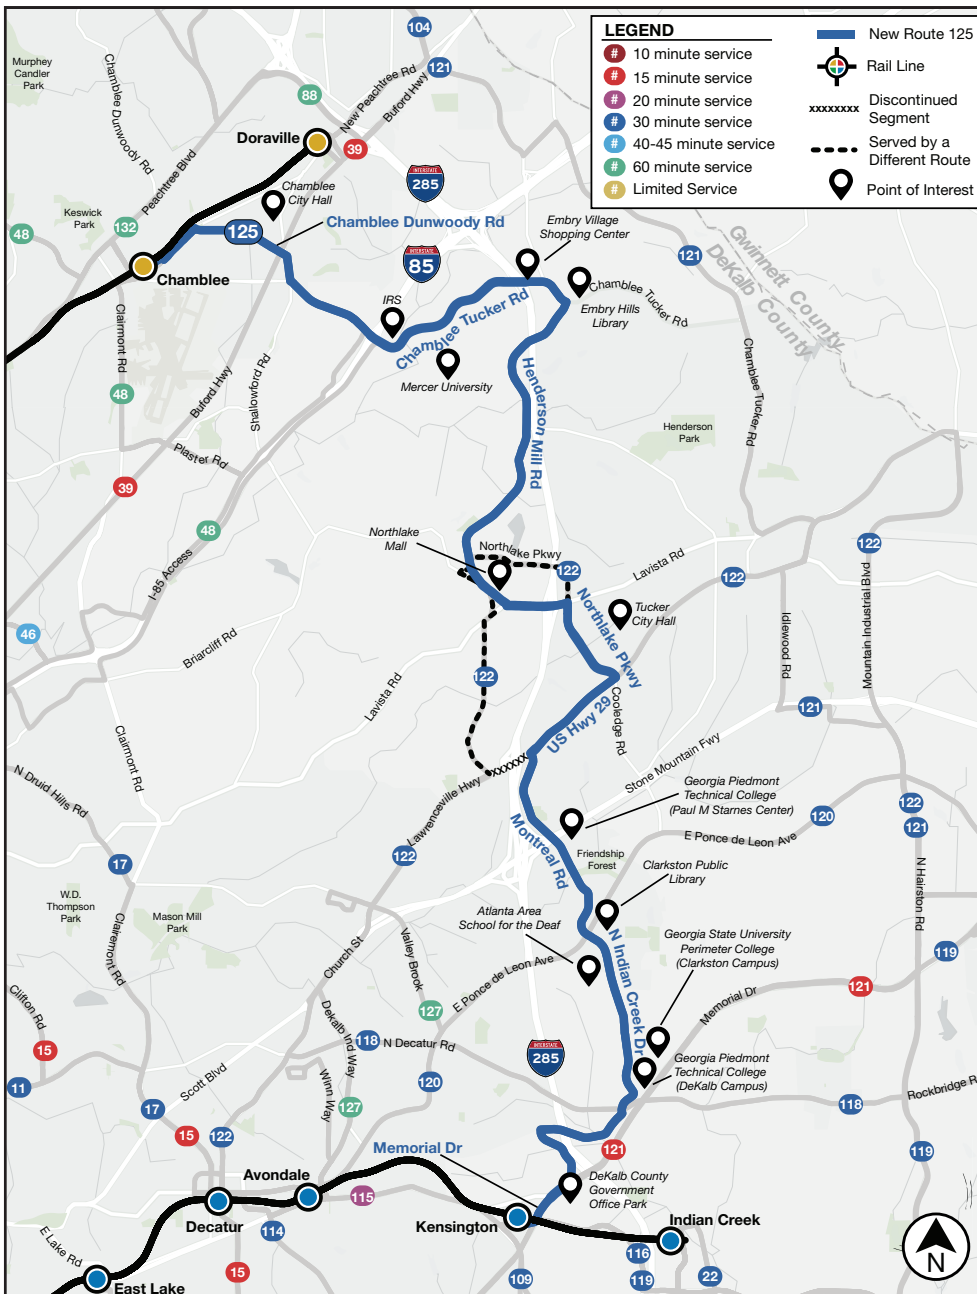 LEGEND
# 10 minute service
# 15 minute service
# 20 minute service
# 30 minute service
# 40-45 minute service
# 60 minute service
# Limited Service
New Route 125
Rail Line
xxxxxxxx
Discontinued
Segment
Served by a
Different Route
Point of Interest
104
Murphey
Candler
Park
Chamblee
Dunwoody Rd
121
New Peachtree Rd
Buford Hwy
88
Doraville
39
INTERSTATE
285
Peachtree Blvd
Chamblee
City Hall
Keswick
Park
132
48
125
Chamblee Dunwoody Rd
Embry Village
Shopping Center
121
Gwinnett County
DeKalb County
INTERSTATE
85
Chamblee
IRS
Chamblee Tucker Rd
Embry Hills
Library
Chamblee
Tucker Rd
Clairmont Rd
Buford Hwy
Shallowford Rd
Mercer University
Henderson Mill Rd
Chamblee Tucker Rd
48
Henderson
Park
Plaster Rd
39
48
Northlake
Mall
Northlake Pkwy
122
122
Lavista Rd
122
I-85 Access
Northlake Pkwy
Tucker
City Hall
Idlewood Rd
Mountain Industrial Blvd
46
Briarcliff Rd
Lavista Rd
122
Cooledge Rd
121
US Hwy 29
Clairmont Rd
Stone Mountain Fwy
xxxxxxx
N Druid Hills Rd
Lawrenceville Hwy
Georgia Piedmont
Technical College
(Paul M Starnes Center)
122
120
121
Montreal Rd
E Ponce de Leon Ave
122
17
Friendship
Forest
Clarkston Public
Library
N Hairston Rd
W.D.
Thompson
Park
Mason Mill
Park
Atlanta Area
School for the Deaf
Clairemont Rd
Church St
Valley Brook
N Indian Creek Dr
Georgia State University
Perimeter College
(Clarkston Campus)
119
E Ponce de Leon Ave
121
Memorial Dr
Clifton Rd
127
DeKalb Ind Way
118
N Decatur Rd
15
INTERSTATE
285
Georgia Piedmont
Technical College
(DeKalb Campus)
Scott Blvd
Winn Way
11
120
Rockbridge R
127
118
17
15
122
Memorial Dr
121
119
Avondale
DeKalb County
Government
Office Park
115
Decatur
Kensington
Indian Creek
114
E Lake Rd
116
N
15
109
119
22
East Lake